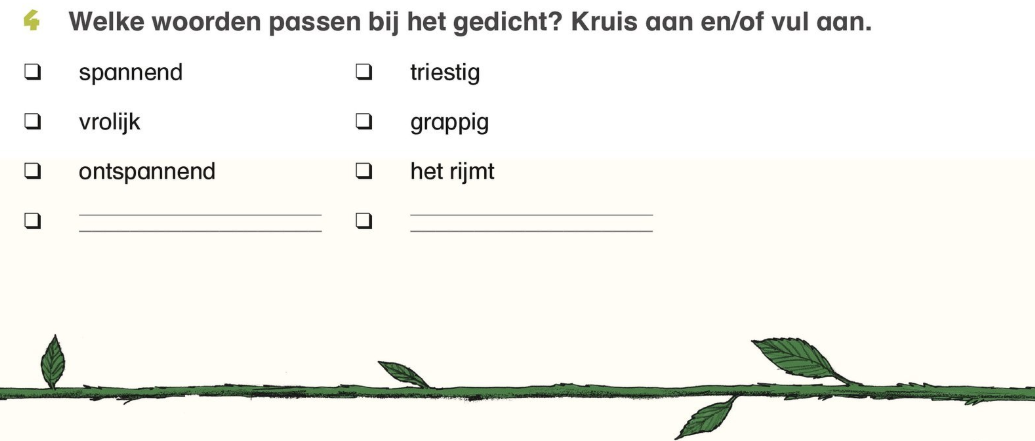 4 Welke woorden passen bij het gedicht? Kruis aan en/of vul aan.
❑ spannend ❑ triestig
❑ vrolijk ❑ grappig
❑ ontspannend ❑ het rijmt
❑ ❑